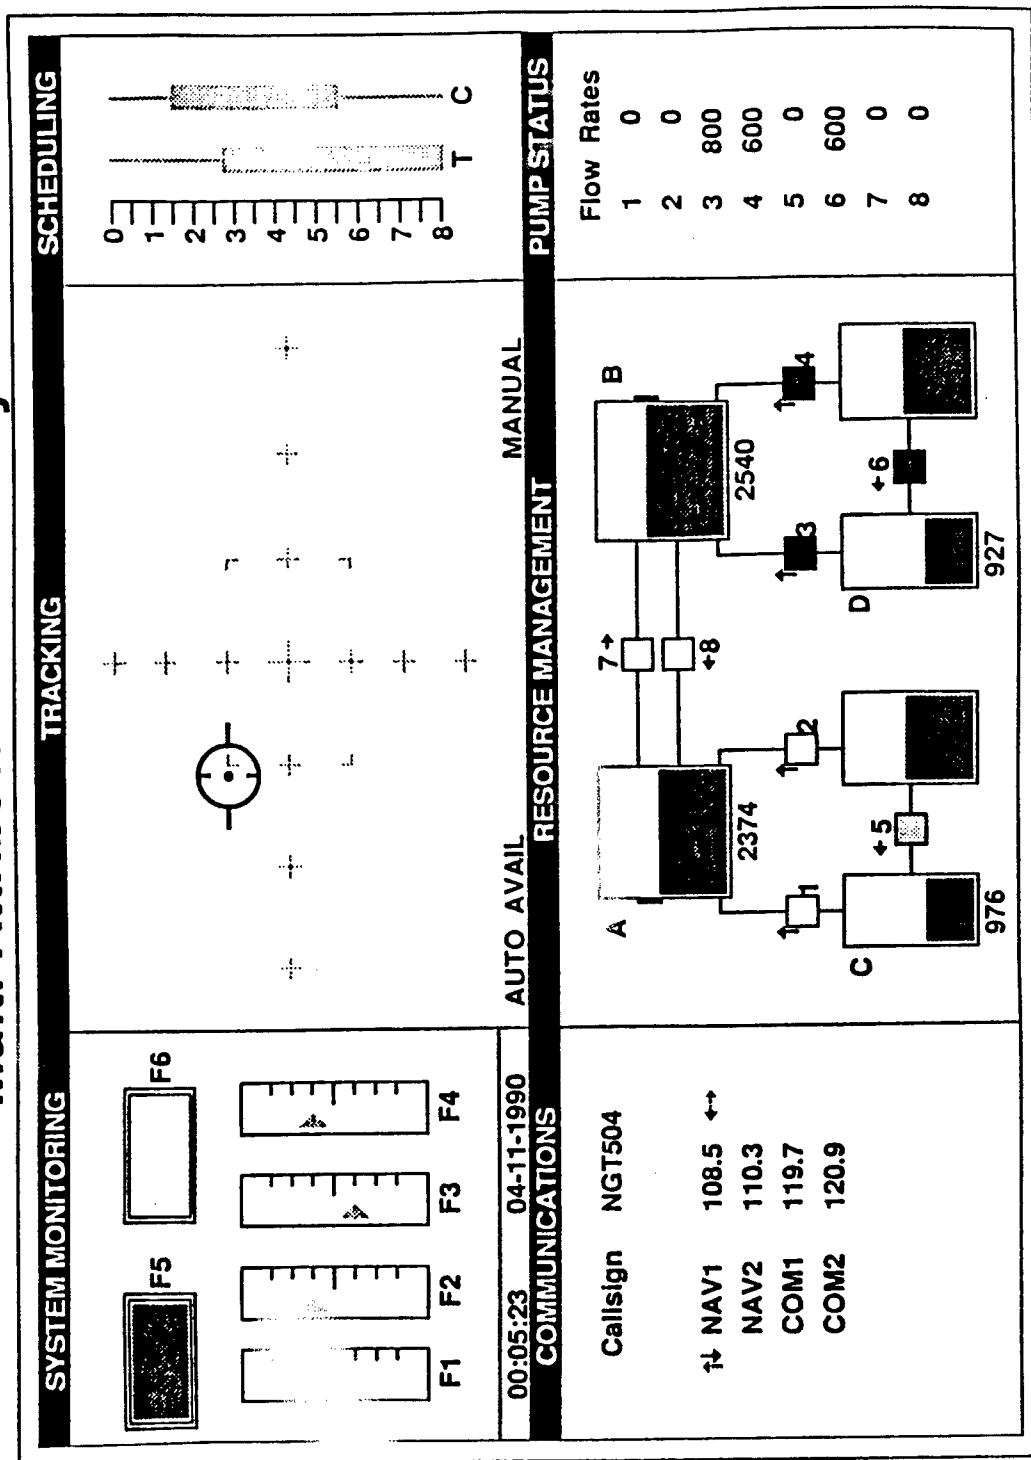 SYSTEM MONITORING
F5
F6
F1
F2
F3
F4
00:05:23 04-11-1990
TRACKING
AUTO AVAIL
MANUAL
SCHEDULING
0
1
2
3
4
5
6
7
8
T
C
COMMUNICATIONS
Callsign NGT504
↑↓ NAV1 108.5 ←→
NAV2 110.3
COM1 119.7
COM2 120.9
RESOURCE MANAGEMENT
A
B
7→
←8
2374
2540
↑ 1
↑ 2
↑ 3
↑ 4
C
D
←5
←6
976
927
PUMP STATUS
Flow Rates
1 0
2 0
3 800
4 600
5 0
6 600
7 0
8 0